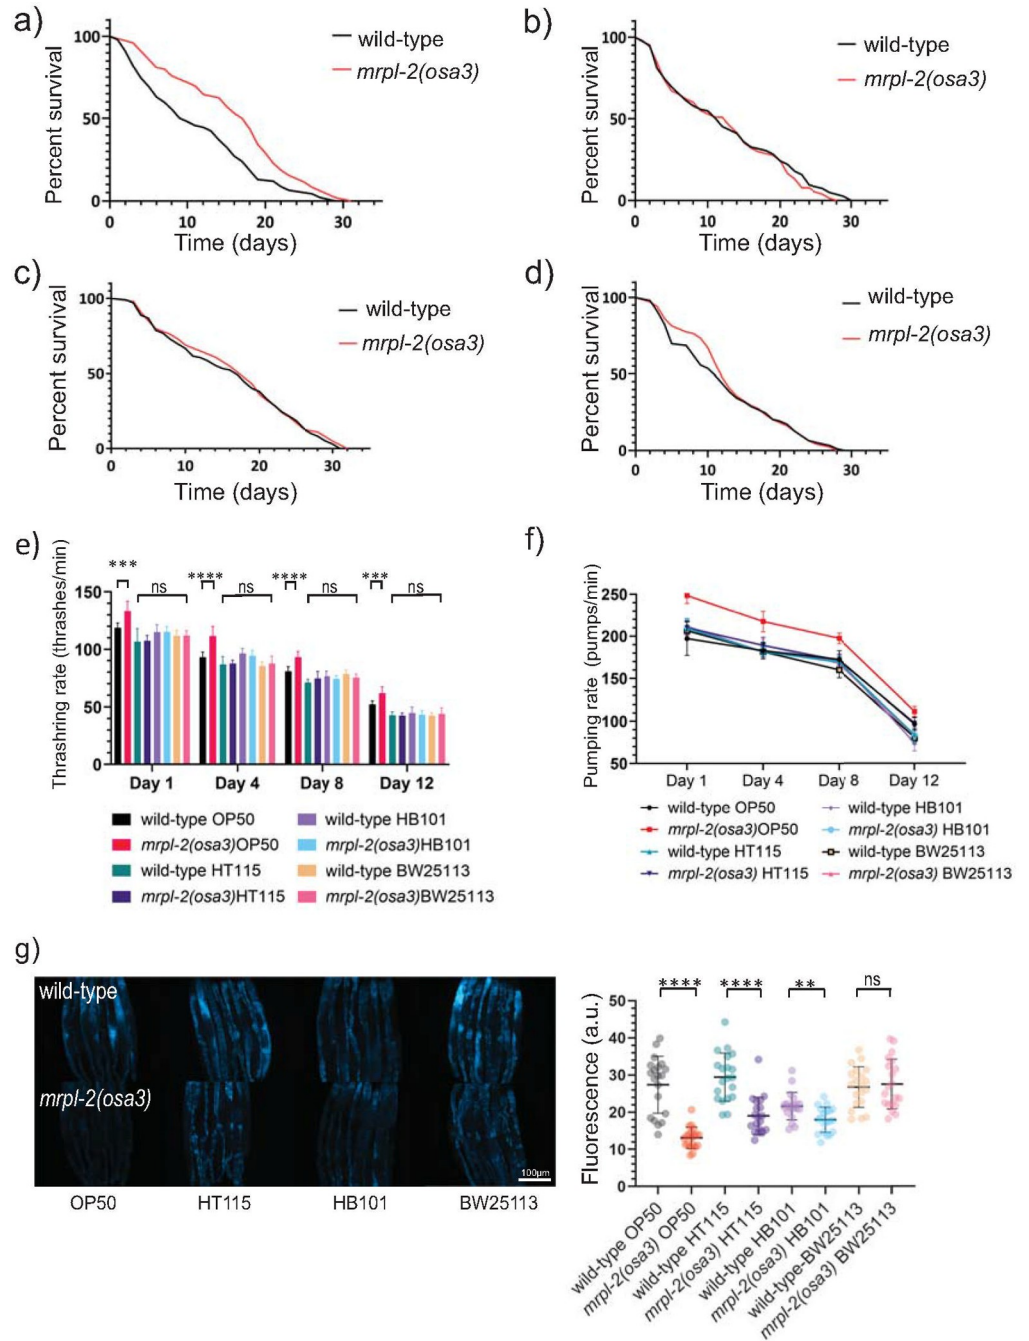 a)
Percent survival
100
50
0
0 10 20 30
Time (days)
wild-type
mrpl-2(osa3)
b)
Percent survival
100
50
0
0 10 20 30
Time (days)
wild-type
mrpl-2(osa3)
c)
Percent survival
100
50
0
0 10 20 30
Time (days)
wild-type
mrpl-2(osa3)
d)
Percent survival
100
50
0
0 10 20 30
Time (days)
wild-type
mrpl-2(osa3)
e)
Thrashring rate (thrashes/min)
150
100
50
0
*** ns **** ns **** ns *** ns
Day 1 Day 4 Day 8 Day 12
wild-type OP50
mrpl-2(osa3)OP50
wild-type HT115
mrpl-2(osa3)HT115
wild-type HB101
mrpl-2(osa3)HB101
wild-type BW25113
mrpl-2(osa3)BW25113
f)
Pumping rate (pumps/min)
250
200
150
100
50
Day 1 Day 4 Day 8 Day 12
wild-type OP50
mrpl-2(osa3)OP50
wild-type HT115
mrpl-2(osa3) HT115
wild-type HB101
mrpl-2(osa3) HB101
wild-type BW25113
mrpl-2(osa3) BW25113
g)
wild-type
mrpl-2(osa3)
100μm
OP50 HT115 HB101 BW25113
Fluorescence (a.u.)
50
40
30
20
10
0
**** **** ** ns
wild-type OP50
mrpl-2(osa3) OP50
wild-type HT115
mrpl-2(osa3) HT115
wild-type HB101
mrpl-2(osa3) HB101
wild-type-BW25113
mrpl-2(osa3) BW25113